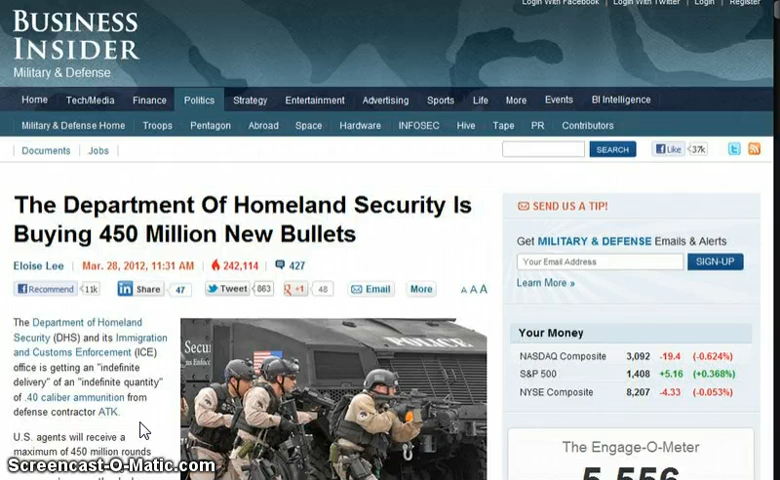 Login With Facebook Login With Twitter Login Register
BUSINESS
INSIDER
Military & Defense
Home Tech/Media Finance Politics Strategy Entertainment Advertising Sports Life More Events BI Intelligence
Military & Defense Home Troops Pentagon Abroad Space Hardware INFOSEC Hive Tape PR Contributors
Documents Jobs SEARCH Like 37k
The Department Of Homeland Security Is
Buying 450 Million New Bullets
Eloise Lee Mar. 28, 2012, 11:31 AM 242,114 427
Recommend 11k Share 47 Tweet 863 +1 48 Email More A A A
The Department of Homeland
Security (DHS) and its Immigration
and Customs Enforcement (ICE)
office is getting an "indefinite
delivery" of an "indefinite quantity"
of .40 caliber ammunition from
defense contractor ATK.
U.S. agents will receive a
maximum of 450 million rounds
POLICE
SEND US A TIP!
Get MILITARY & DEFENSE Emails & Alerts
Your Email Address SIGN-UP
Learn More »
Your Money
NASDAQ Composite 3,092 -19.4 (-0.624%)
S&P 500 1,408 +5.16 (+0.368%)
NYSE Composite 8,207 -4.33 (-0.053%)
The Engage-O-Meter
5,556
Screencast-O-Matic.com